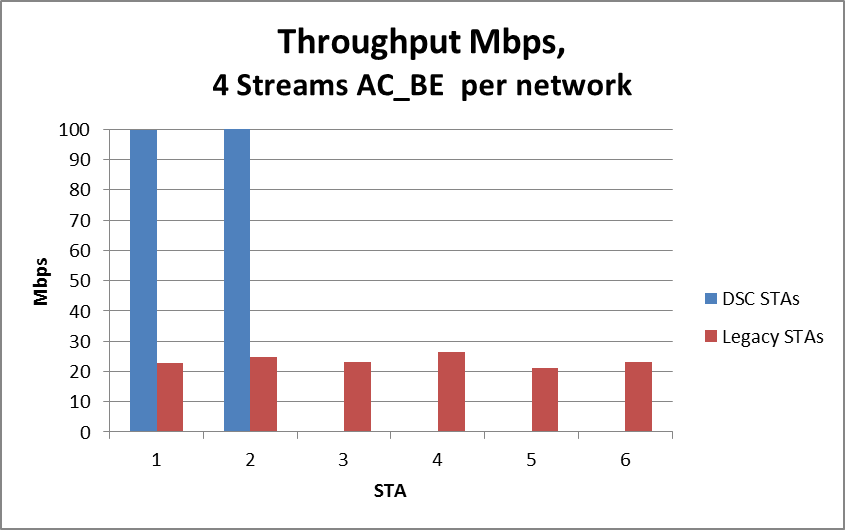 Throughput Mbps,
4 Streams AC_BE per network
100
90
80
70
60
50
40
30
20
10
0
Mbps
1 2 3 4 5 6
STA
DSC STAs
Legacy STAs